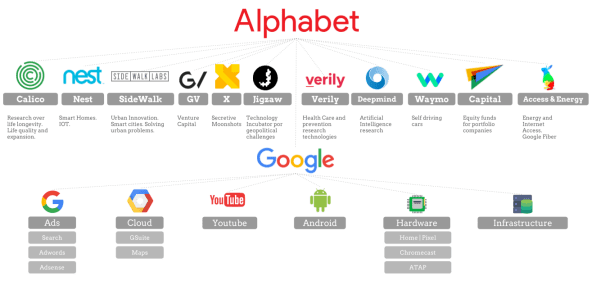 Alphabet
nest
SIDE WALK LABS
GV
verily
Calico
Nest
SideWalk
GV
X
Jigsaw
Verily
Deepmind
Waymo
Capital
Access & Energy
Research over
life longevity.
Life quality and
expansion.
Smart Homes.
IOT.
Urban Innovation,
Smart cities. Solving
urban problems.
Venture
Capital
Secretive
Moonshots
Technology
Incubator for
geopolitical
challenges
Health Care and
prevention
research
technologies
Artificial
Intelligence
research
Self driving
cars
Equity funds
for portfolio
companies
Energy and
Internet
Access.
Google Fiber
Google
G
YouTube
Ads
Cloud
Youtube
Android
Hardware
Infrastructure
Search
Adwords
Adsense
GSuite
Maps
Home | Pixel
Chromecast
ATAP